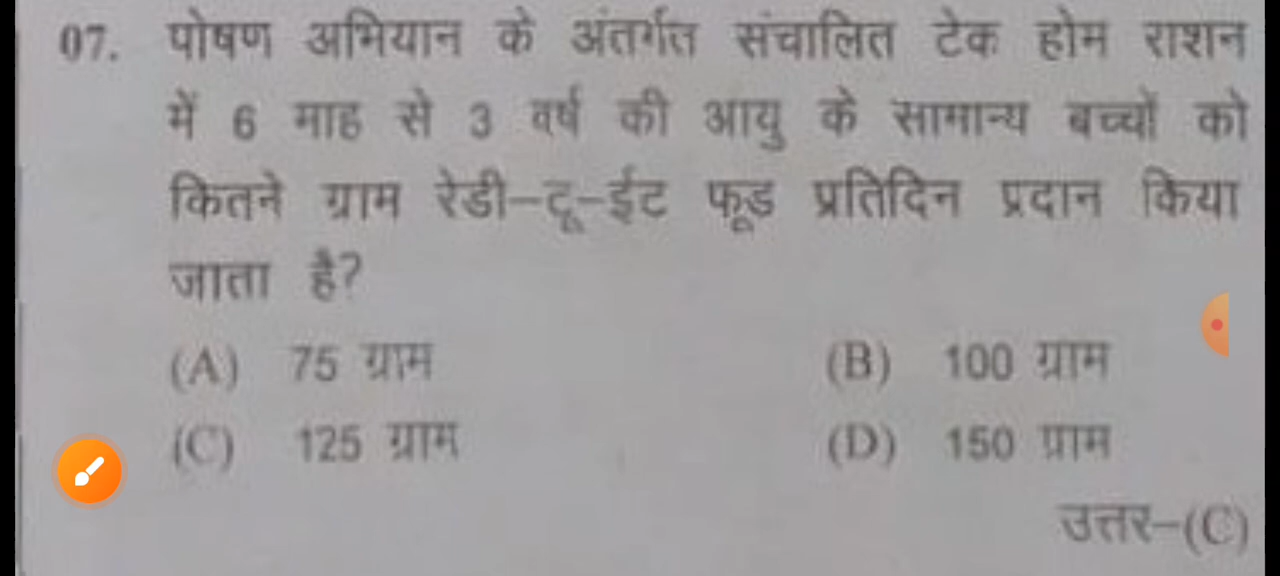 07. पोषण अभियान के अंतर्गत संचालित टेक होम राशन
में 6 माह से 3 वर्ष की आयु के सामान्य बच्चों को
कितने ग्राम रेडी-टू-ईट फूड प्रतिदिन प्रदान किया
जाता है?
(A) 75 ग्राम (B) 100 ग्राम
(C) 125 ग्राम (D) 150 ग्राम
उत्तर-(C)